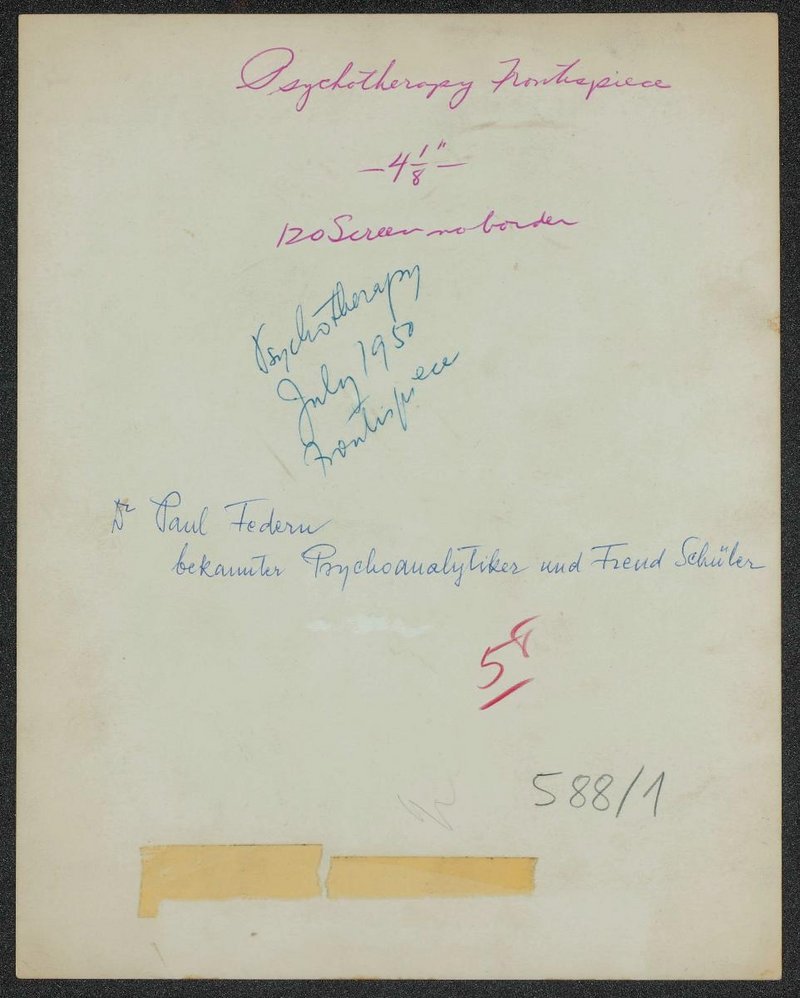 Psychotherapy Frontispiece
— 4 1/8" —
120 Screen no border
Psychotherapy
July 1950
Frontispiece
Dr Paul Federn
bekannter Psychoanalytiker und Freud Schüler
58
588/1